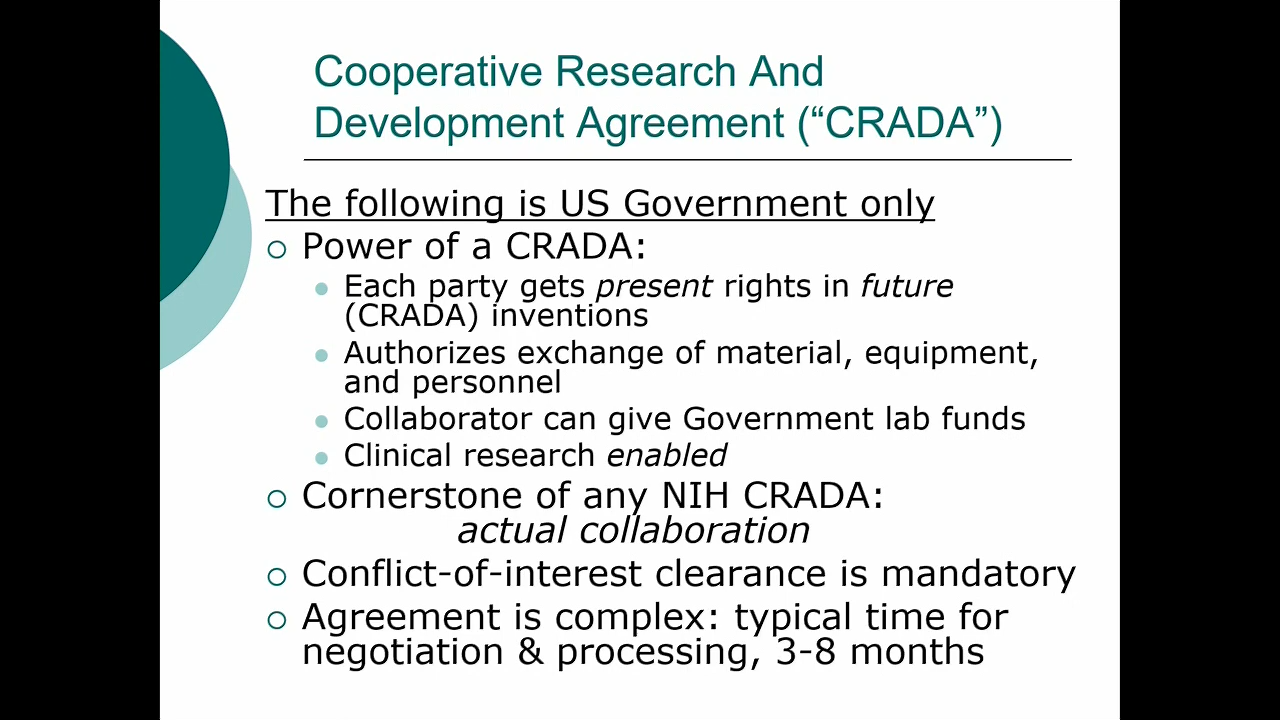 Cooperative Research And
Development Agreement (“CRADA”)
The following is US Government only
Power of a CRADA:
Each party gets present rights in future
(CRADA) inventions
Authorizes exchange of material, equipment,
and personnel
Collaborator can give Government lab funds
Clinical research enabled
Cornerstone of any NIH CRADA:
actual collaboration
Conflict-of-interest clearance is mandatory
Agreement is complex: typical time for
negotiation & processing, 3-8 months